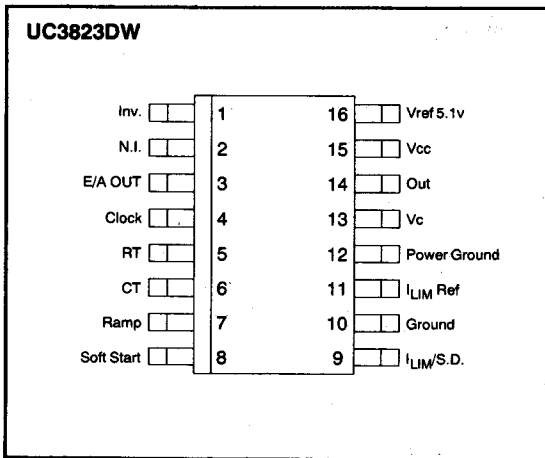 UC3823DW
Inv. 1 16 Vref 5.1v
N.I. 2 15 Vcc
E/A OUT 3 14 Out
Clock 4 13 Vc
RT 5 12 Power Ground
CT 6 11 ILIM Ref
Ramp 7 10 Ground
Soft Start 8 9 ILIM/S.D.